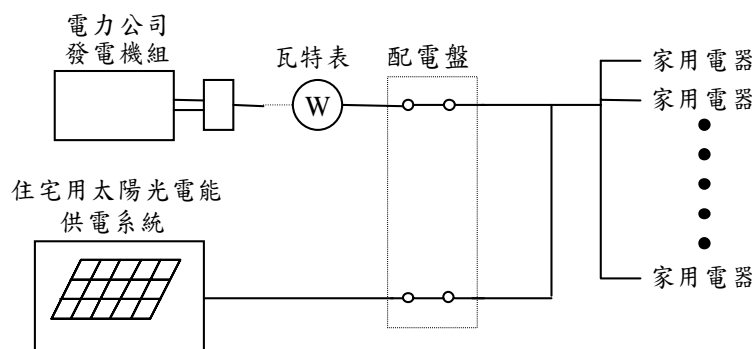 電力公司
發電機組
瓦特表
配電盤
W
家用電器
家用電器
住宅用太陽光電能
供電系統
家用電器